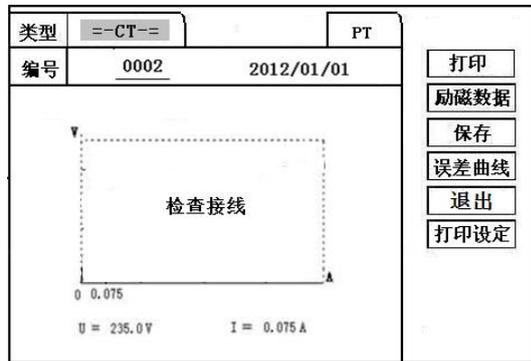 类型 =-CT-= PT
编号 0002 2012/01/01
打印
励磁数据
保存
误差曲线
退出
打印设定
V
检查接线
A
0 0.075
U = 235.0V I = 0.075A